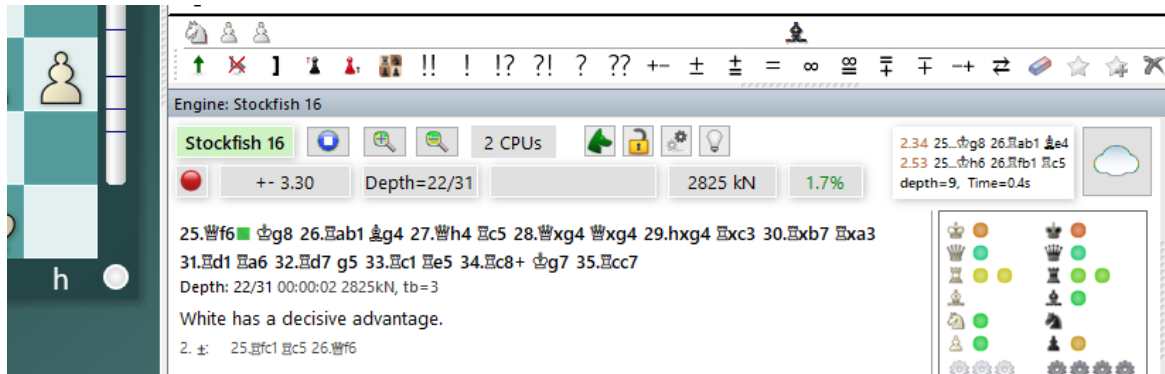 ] !! ! !? ?! ? ?? +− ± ⩲ = ∞ ⯹ ⩱ ∓ −+ ⇄
Engine: Stockfish 16
Stockfish 16 2 CPUs
2.34 25...♔g8 26.♖ab1 ♝e4
2.53 25...♔h6 26.♖fb1 ♖c5
depth=9, Time=0.4s
+- 3.30 Depth=22/31 2825 kN 1.7%
25.♕f6 ♔g8 26.♖ab1 ♝g4 27.♕h4 ♖c5 28.♕xg4 ♕xg4 29.hxg4 ♖xc3 30.♖xb7 ♖xa3
31.♖d1 ♖a6 32.♖d7 g5 33.♖c1 ♖e5 34.♖c8+ ♔g7 35.♖cc7
Depth: 22/31 00:00:02 2825kN, tb=3
White has a decisive advantage.
2. ±: 25.♖fc1 ♖c5 26.♕f6
h